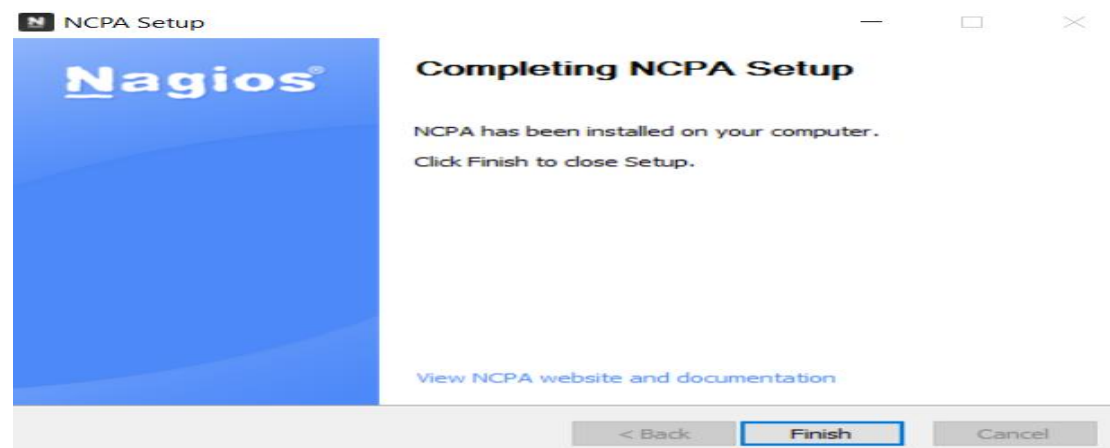 N NCPA Setup
Nagios®
Completing NCPA Setup
NCPA has been installed on your computer.
Click Finish to close Setup.
View NCPA website and documentation
< Back
Finish
Cancel